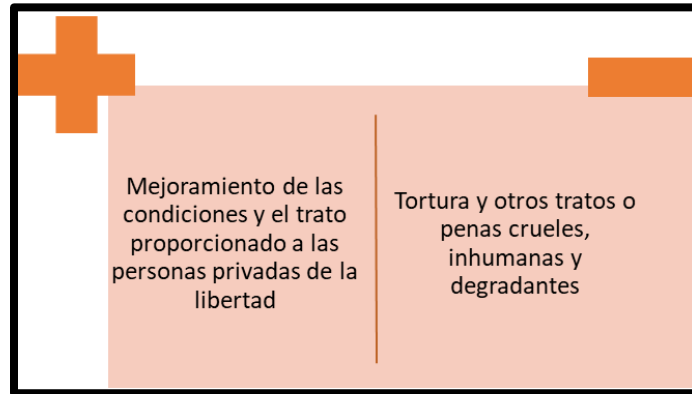 Mejoramiento de las
condiciones y el trato
proporcionado a las
personas privadas de la
libertad
Tortura y otros tratos o
penas crueles,
inhumanas y
degradantes